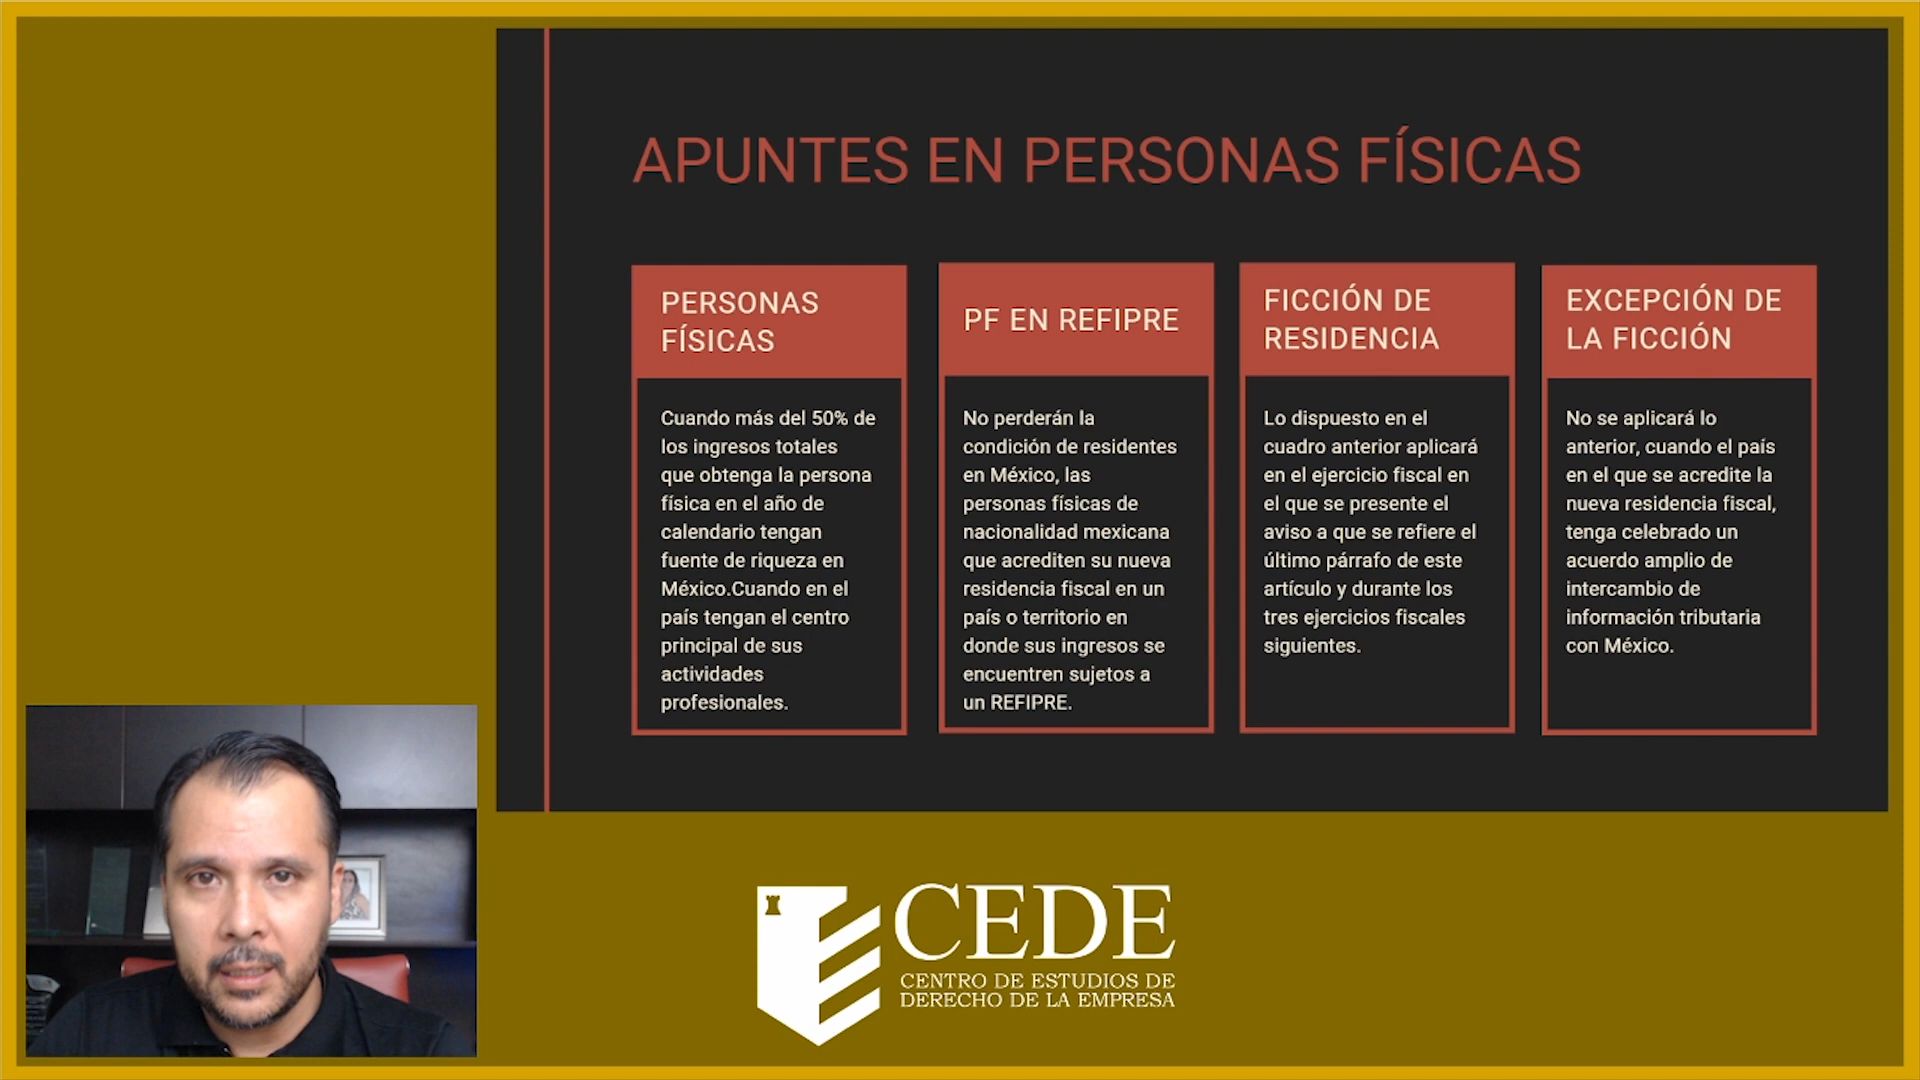 APUNTES EN PERSONAS FÍSICAS
PERSONAS
FÍSICAS
Cuando más del 50% de
los ingresos totales
que obtenga la persona
física en el año de
calendario tengan
fuente de riqueza en
México.Cuando en el
país tengan el centro
principal de sus
actividades
profesionales.
PF EN REFIPRE
No perderán la
condición de residentes
en México, las
personas físicas de
nacionalidad mexicana
que acrediten su nueva
residencia fiscal en un
país o territorio en
donde sus ingresos se
encuentren sujetos a
un REFIPRE.
FICCIÓN DE
RESIDENCIA
Lo dispuesto en el
cuadro anterior aplicará
en el ejercicio fiscal en
el que se presente el
aviso a que se refiere el
último párrafo de este
artículo y durante los
tres ejercicios fiscales
siguientes.
EXCEPCIÓN DE
LA FICCIÓN
No se aplicará lo
anterior, cuando el país
en el que se acredite la
nueva residencia fiscal,
tenga celebrado un
acuerdo amplio de
intercambio de
información tributaria
con México.
CEDE
CENTRO DE ESTUDIOS DE
DERECHO DE LA EMPRESA